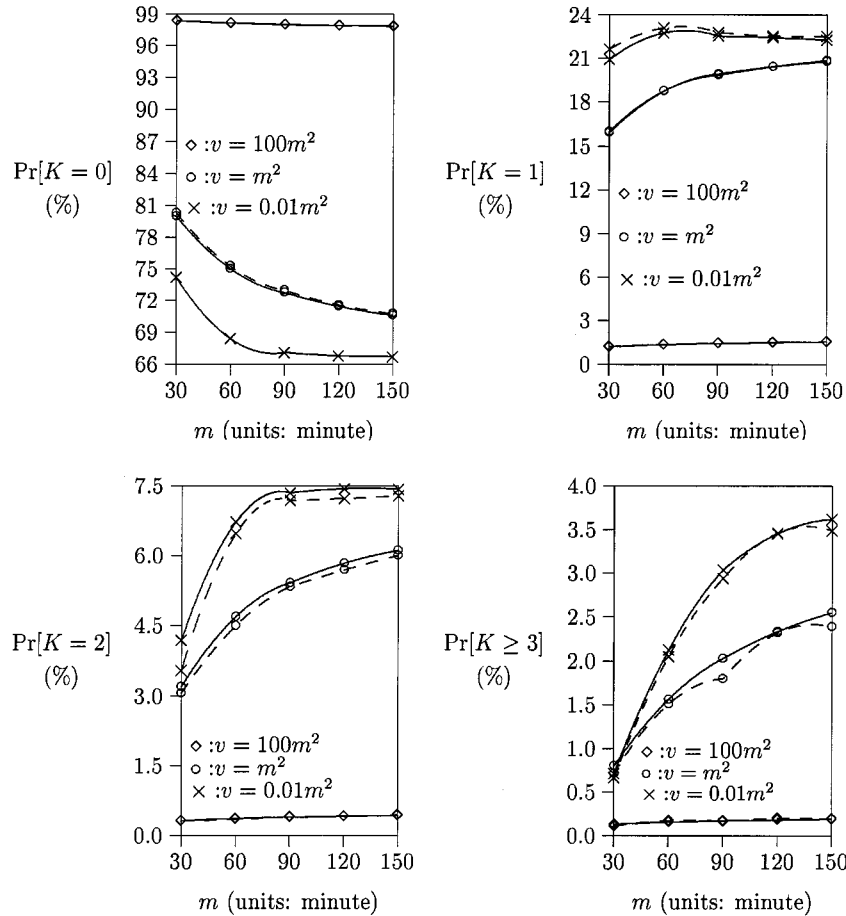 99
96
93
90
87
84
81
78
75
72
69
66
Pr[K = 0]
(%)
◇ :v = 100m²
○ :v = m²
× :v = 0.01m²
30 60 90 120 150
m (units: minute)
24
21
18
15
12
9
6
3
0
Pr[K = 1]
(%)
◇ :v = 100m²
○ :v = m²
× :v = 0.01m²
30 60 90 120 150
m (units: minute)
7.5
6.0
4.5
3.0
1.5
0.0
Pr[K = 2]
(%)
◇ :v = 100m²
○ :v = m²
× :v = 0.01m²
30 60 90 120 150
m (units: minute)
4.0
3.5
3.0
2.5
2.0
1.5
1.0
0.5
0.0
Pr[K ≥ 3]
(%)
◇ :v = 100m²
○ :v = m²
× :v = 0.01m²
30 60 90 120 150
m (units: minute)